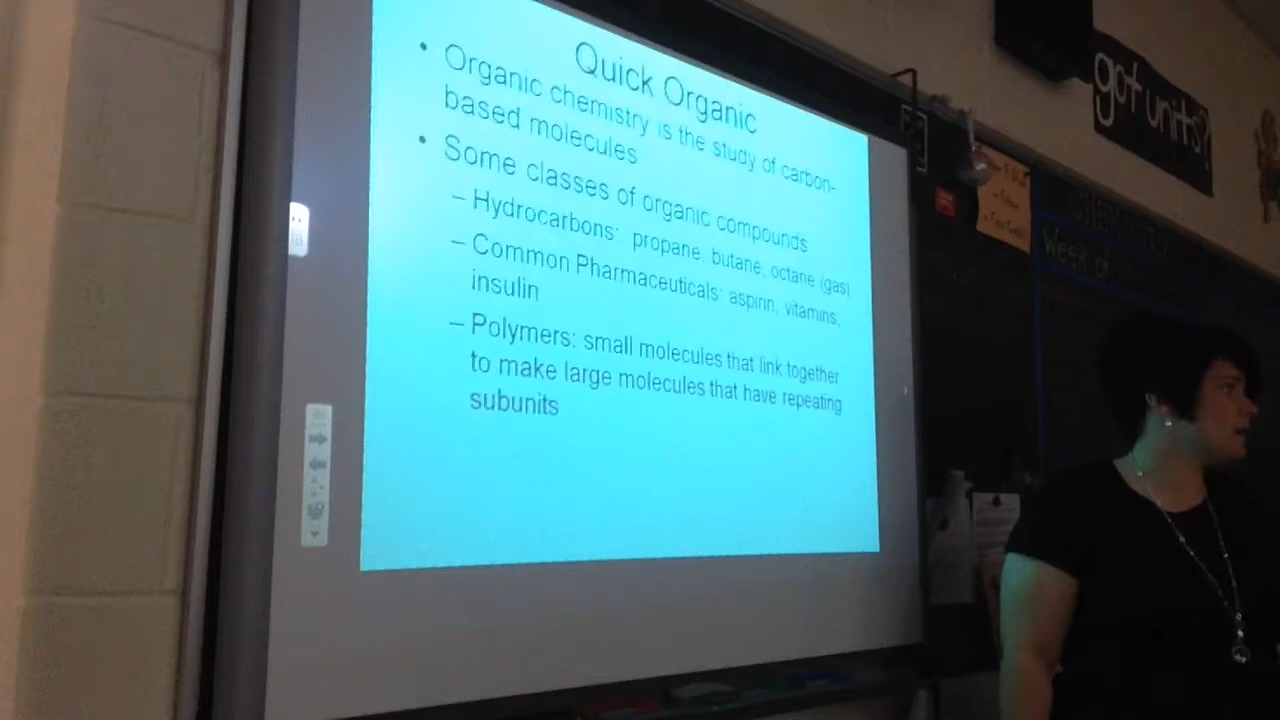 Quick Organic
• Organic chemistry is the study of carbon-
based molecules
• Some classes of organic compounds
– Hydrocarbons: propane, butane, octane (gas)
– Common Pharmaceuticals: aspirin, vitamins,
insulin
– Polymers: small molecules that link together
to make large molecules that have repeating
subunits
got units?
Week of